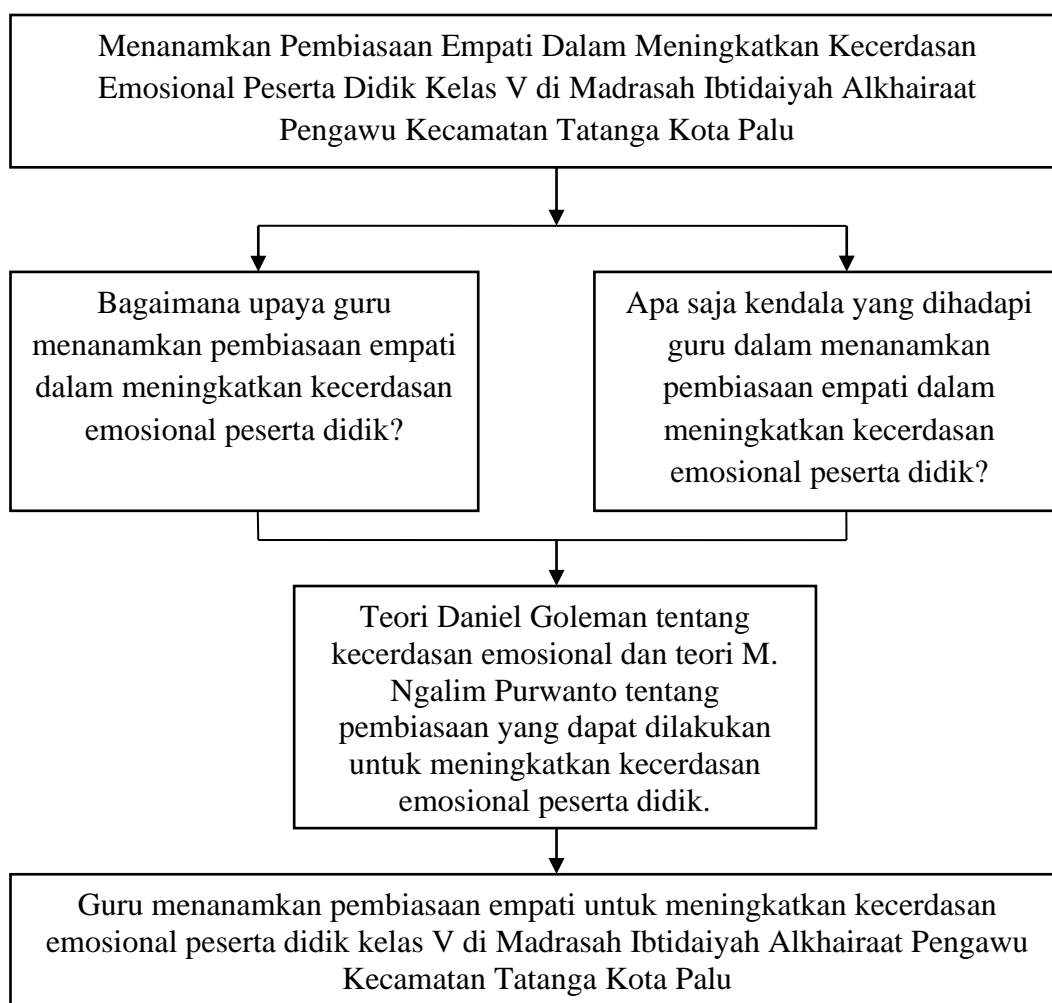 Menanamkan Pembiasaan Empati Dalam Meningkatkan Kecerdasan
Emosional Peserta Didik Kelas V di Madrasah Ibtidaiyah Alkhairaat
Pengawu Kecamatan Tatanga Kota Palu
Bagaimana upaya guru
menanamkan pembiasaan empati
dalam meningkatkan kecerdasan
emosional peserta didik?
Apa saja kendala yang dihadapi
guru dalam menanamkan
pembiasaan empati dalam
meningkatkan kecerdasan
emosional peserta didik?
Teori Daniel Goleman tentang
kecerdasan emosional dan teori M.
Ngalim Purwanto tentang
pembiasaan yang dapat dilakukan
untuk meningkatkan kecerdasan
emosional peserta didik.
Guru menanamkan pembiasaan empati untuk meningkatkan kecerdasan
emosional peserta didik kelas V di Madrasah Ibtidaiyah Alkhairaat Pengawu
Kecamatan Tatanga Kota Palu